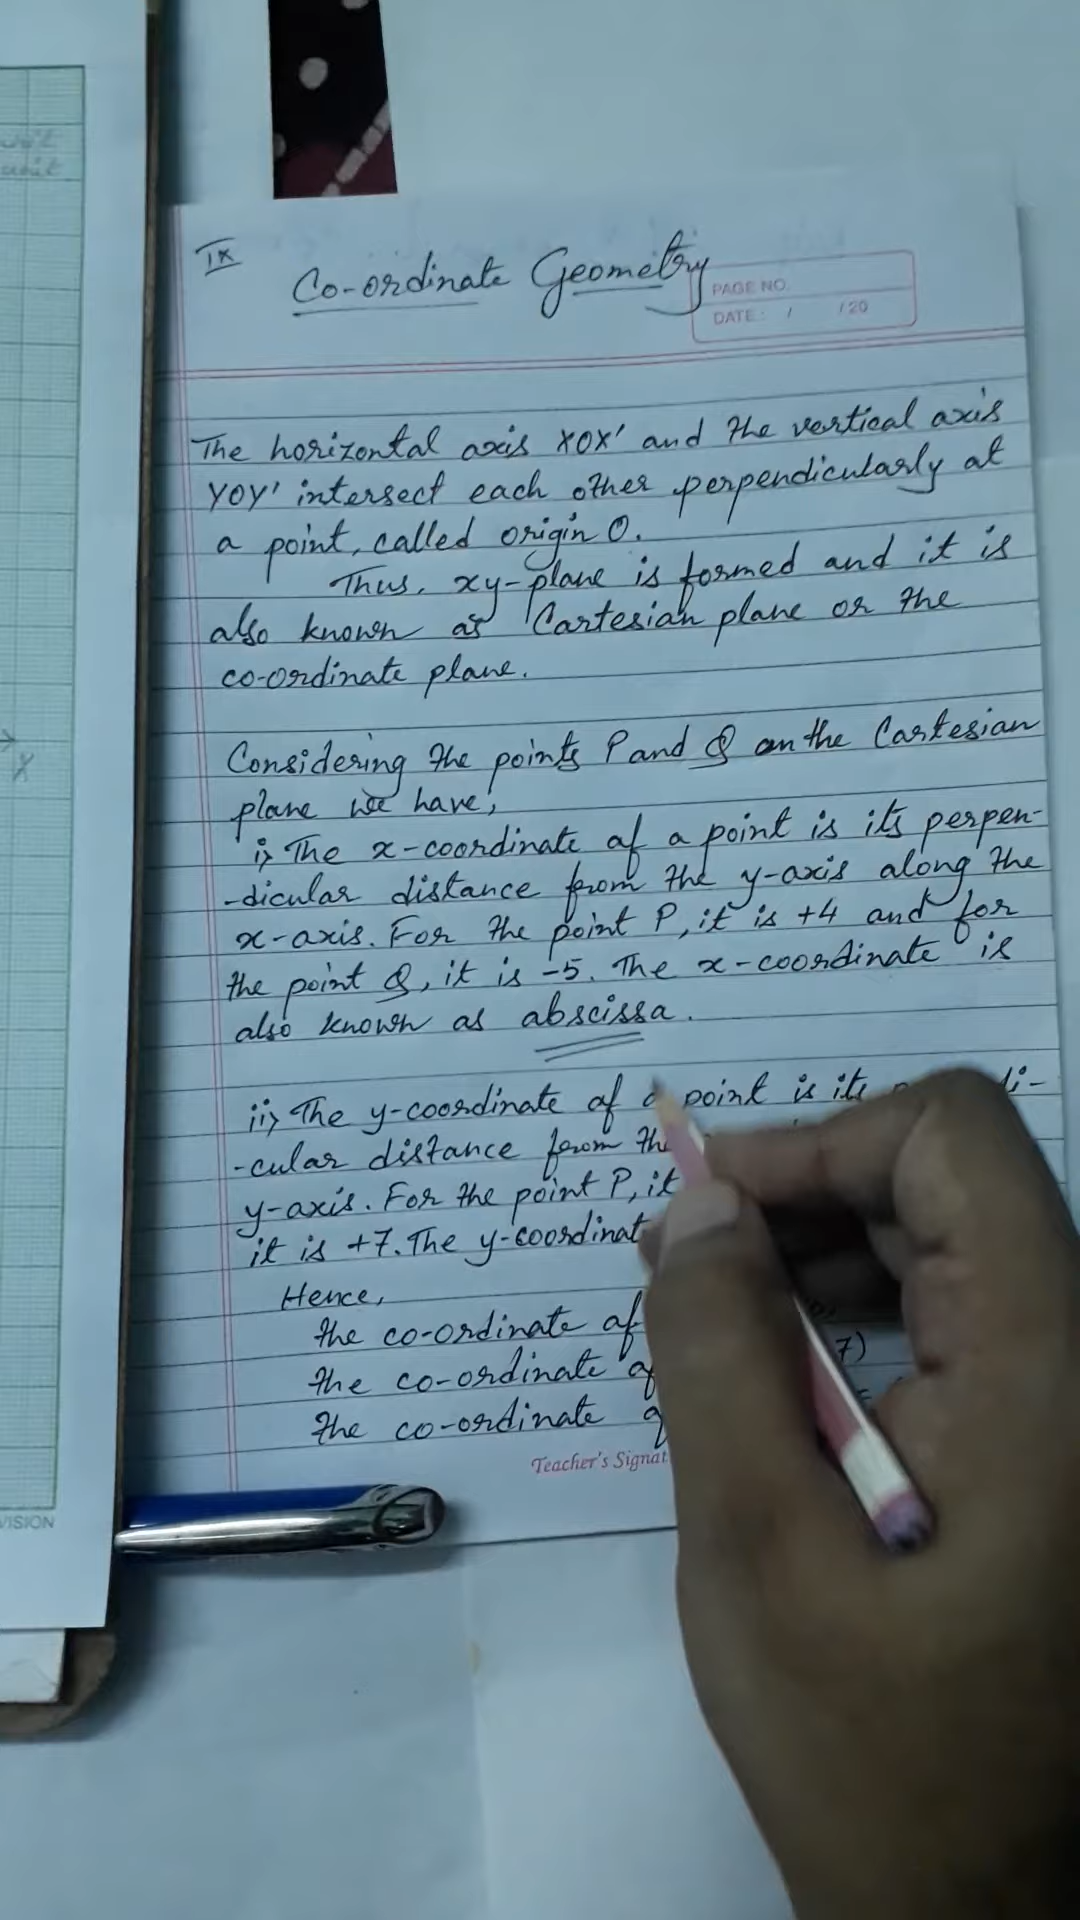 unit
IX
Co-ordinate Geometry
PAGE NO.
DATE: / /20
The horizontal axis XOX' and the vertical axis
YOY' intersect each other perpendicularly at
a point, called origin O.
Thus, xy-plane is formed and it is
also known as Cartesian plane or the
co-ordinate plane.
Considering the points P and Q on the Cartesian
plane we have,
i> The x-coordinate of a point is its perpen-
-dicular distance from the y-axis along the
x-axis. For the point P, it is +4 and for
the point Q, it is -5. The x-coordinate is
also known as abscissa.
ii> The y-coordinate of a point is its
-cular distance from the
y-axis. For the point P, it
it is +7. The y-coordinat
Hence,
the co-ordinate of
the co-ordinate of 7)
the co-ordinate
Teacher's Signat
X
VISION